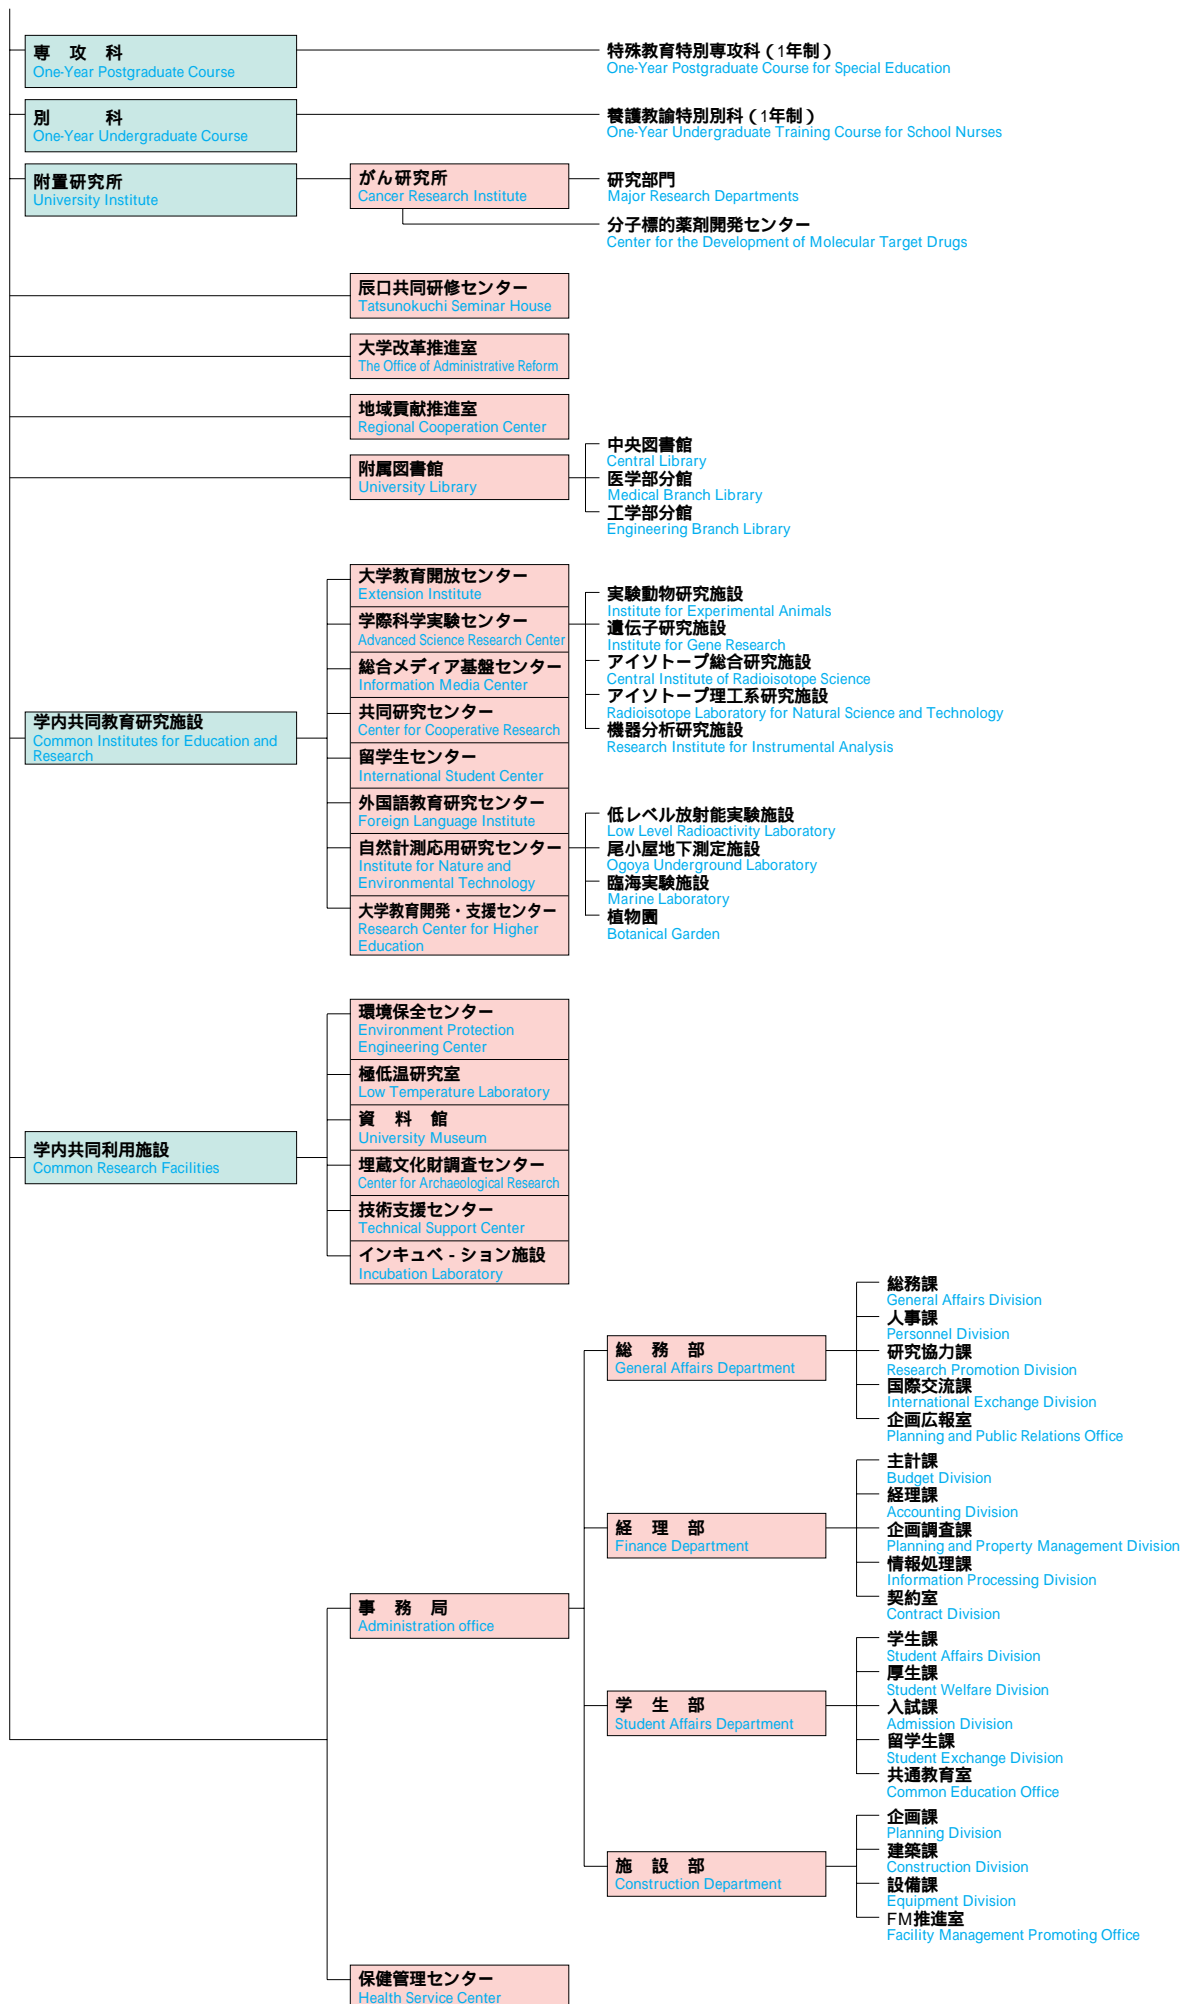 専 攻 科
One-Year Postgraduate Course
特殊教育特別専攻科(1年制)
One-Year Postgraduate Course for Special Education
別 科
One-Year Undergraduate Course
養護教諭特別別科(1年制)
One-Year Undergraduate Training Course for School Nurses
附置研究所
University Institute
がん研究所
Cancer Research Institute
研究部門
Major Research Departments
分子標的薬剤開発センター
Center for the Development of Molecular Target Drugs
辰口共同研修センター
Tatsunokuchi Seminar House
大学改革推進室
The Office of Administrative Reform
地域貢献推進室
Regional Cooperation Center
附属図書館
University Library
中央図書館
Central Library
医学部分館
Medical Branch Library
工学部分館
Engineering Branch Library
学内共同教育研究施設
Common Institutes for Education and
Research
大学教育開放センター
Extension Institute
学際科学実験センター
Advanced Science Research Center
実験動物研究施設
Institute for Experimental Animals
遺伝子研究施設
Institute for Gene Research
アイソトープ総合研究施設
Central Institute of Radioisotope Science
アイソトープ理工系研究施設
Radioisotope Laboratory for Natural Science and Technology
機器分析研究施設
Research Institute for Instrumental Analysis
総合メディア基盤センター
Information Media Center
共同研究センター
Center for Cooperative Research
留学生センター
International Student Center
外国語教育研究センター
Foreign Language Institute
自然計測応用研究センター
Institute for Nature and
Environmental Technology
低レベル放射能実験施設
Low Level Radioactivity Laboratory
尾小屋地下測定施設
Ogoya Underground Laboratory
臨海実験施設
Marine Laboratory
植物園
Botanical Garden
大学教育開発・支援センター
Research Center for Higher
Education
学内共同利用施設
Common Research Facilities
環境保全センター
Environment Protection
Engineering Center
極低温研究室
Low Temperature Laboratory
資 料 館
University Museum
埋蔵文化財調査センター
Center for Archaeological Research
技術支援センター
Technical Support Center
インキュベ - ション施設
Incubation Laboratory
事 務 局
Administration office
総 務 部
General Affairs Department
総務課
General Affairs Division
人事課
Personnel Division
研究協力課
Research Promotion Division
国際交流課
International Exchange Division
企画広報室
Planning and Public Relations Office
経 理 部
Finance Department
主計課
Budget Division
経理課
Accounting Division
企画調査課
Planning and Property Management Division
情報処理課
Information Processing Division
契約室
Contract Division
学 生 部
Student Affairs Department
学生課
Student Affairs Division
厚生課
Student Welfare Division
入試課
Admission Division
留学生課
Student Exchange Division
共通教育室
Common Education Office
施 設 部
Construction Department
企画課
Planning Division
建築課
Construction Division
設備課
Equipment Division
FM推進室
Facility Management Promoting Office
保健管理センター
Health Service Center